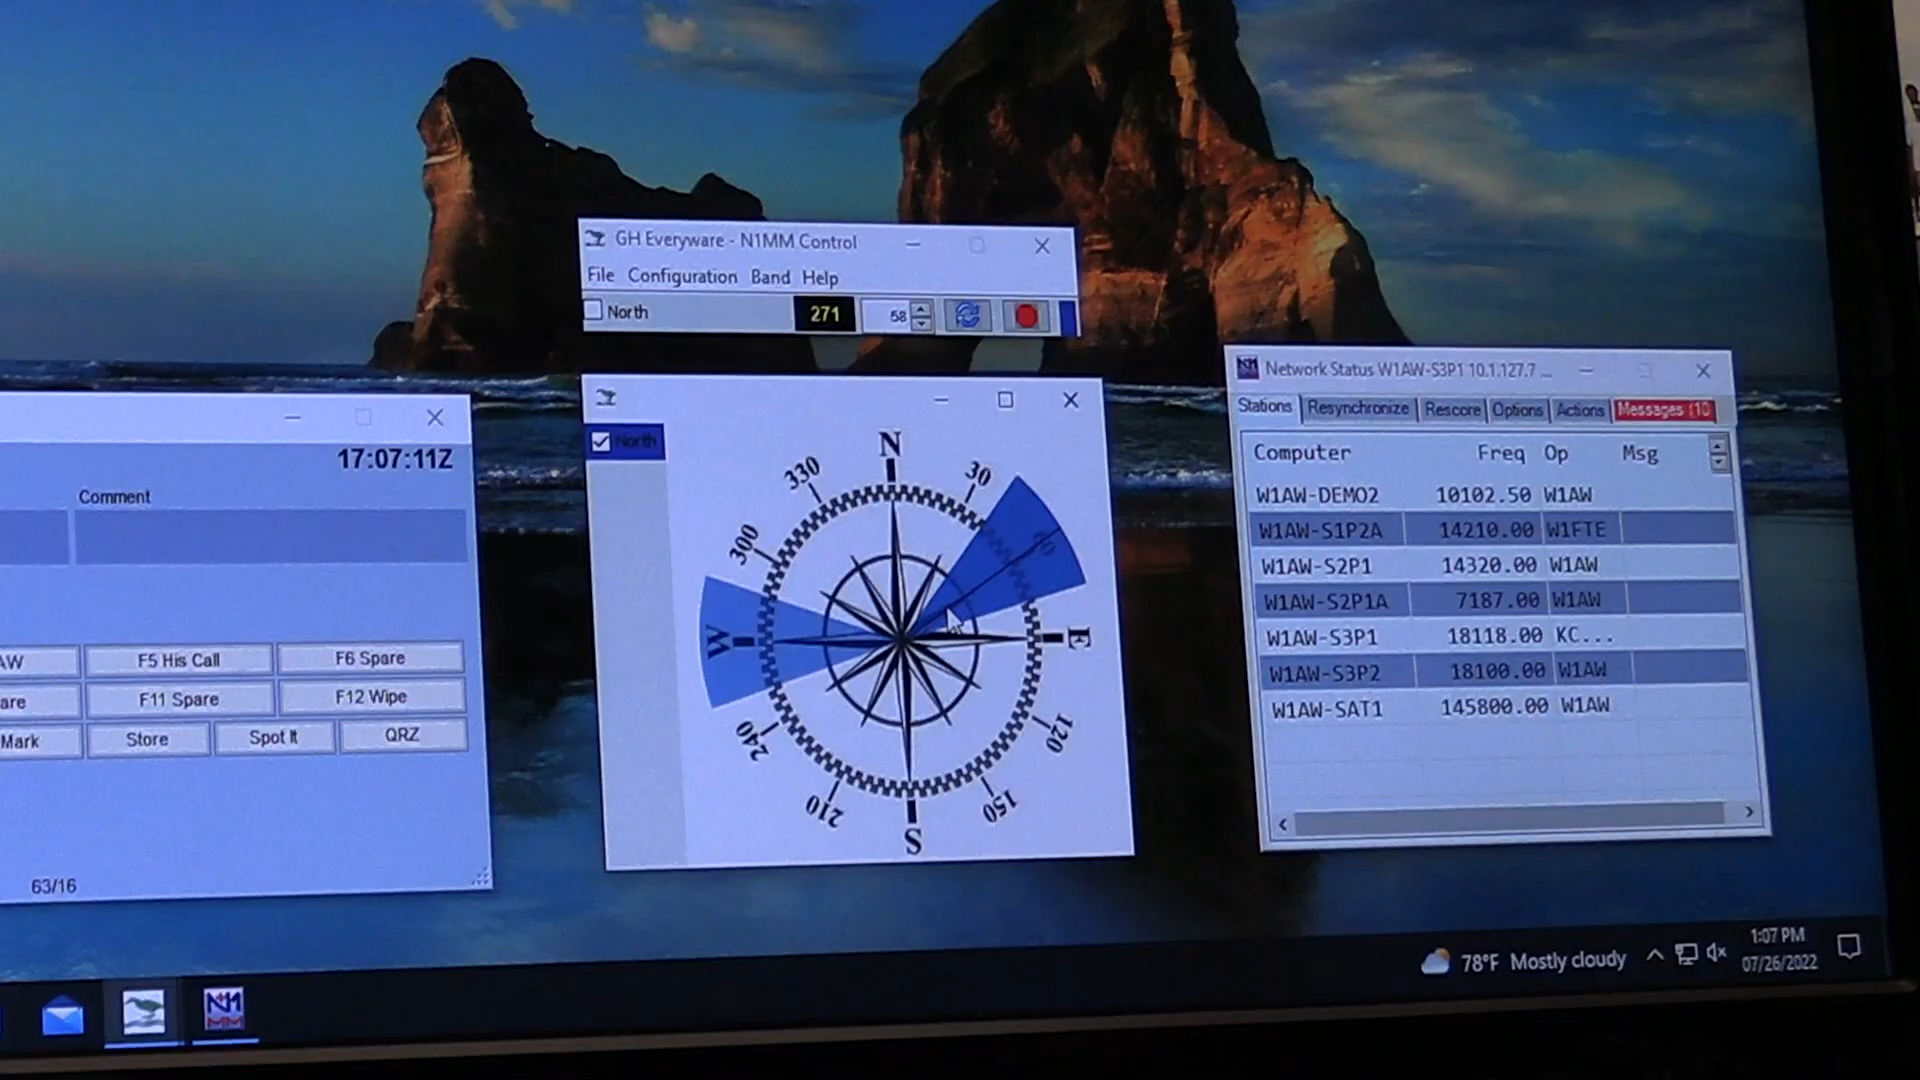 GH Everyware - N1MM Control
File Configuration Band Help
North 271 58
Network Status W1AW-S3P1 10.1.127.7 ...
Stations Resynchronize Rescore Options Actions Messages (10
Computer Freq Op Msg
W1AW-DEMO2 10102.50 W1AW
W1AW-S1P2A 14210.00 W1FTE
W1AW-S2P1 14320.00 W1AW
W1AW-S2P1A 7187.00 W1AW
W1AW-S3P1 18118.00 KC...
W1AW-S3P2 18100.00 W1AW
W1AW-SAT1 145800.00 W1AW
North
N
30
60
E
120
150
S
210
240
W
300
330
17:07:11Z
Comment
AW F5 His Call F6 Spare
are F11 Spare F12 Wipe
Mark Store Spot It QRZ
63/16
78°F Mostly cloudy
1:07 PM
07/26/2022
N1
MM